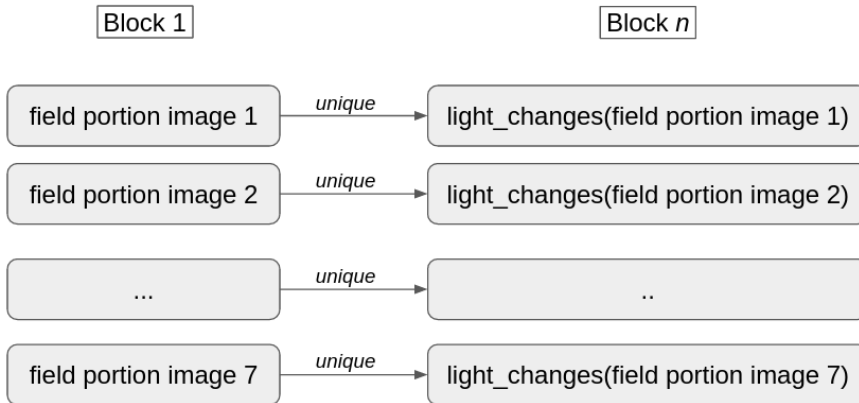 Block 1
Block n
field portion image 1
unique
light_changes(field portion image 1)
field portion image 2
unique
light_changes(field portion image 2)
...
unique
..
field portion image 7
unique
light_changes(field portion image 7)